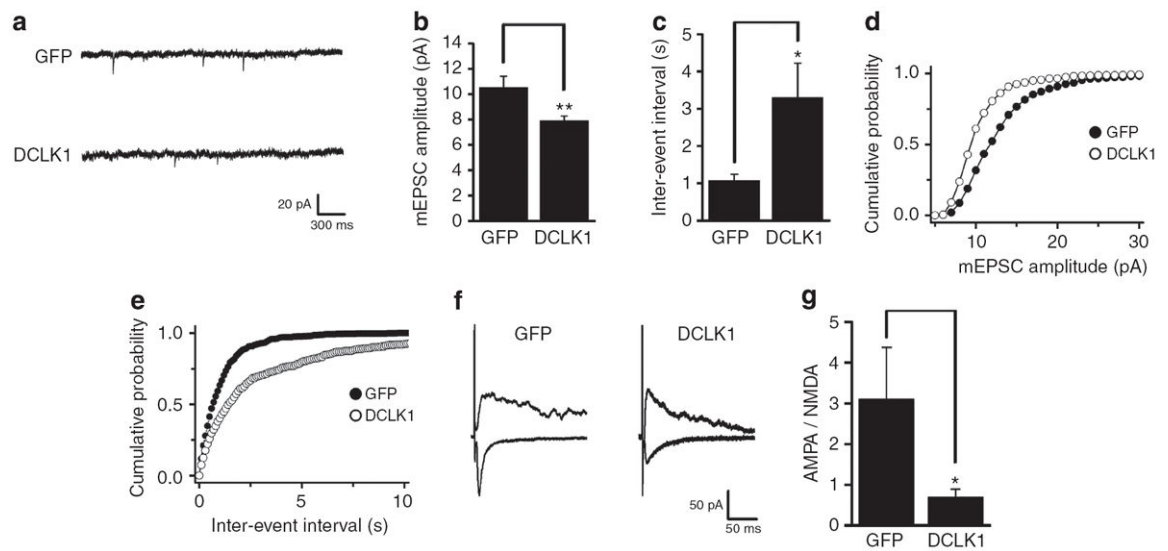 a
GFP
DCLK1
20 pA
300 ms
b
mEPSC amplitude (pA)
14
12
10
8
6
4
2
0
**
GFP DCLK1
c
Inter-event interval (s)
5
4
3
2
1
0
*
GFP DCLK1
d
Cumulative probability
1.0
0.5
0.0
GFP
DCLK1
10 20 30
mEPSC amplitude (pA)
e
Cumulative probability
1.0
0.5
0.0
GFP
DCLK1
0 5 10
Inter-event interval (s)
f
GFP DCLK1
50 pA
50 ms
g
AMPA / NMDA
5
4
3
2
1
0
*
GFP DCLK1